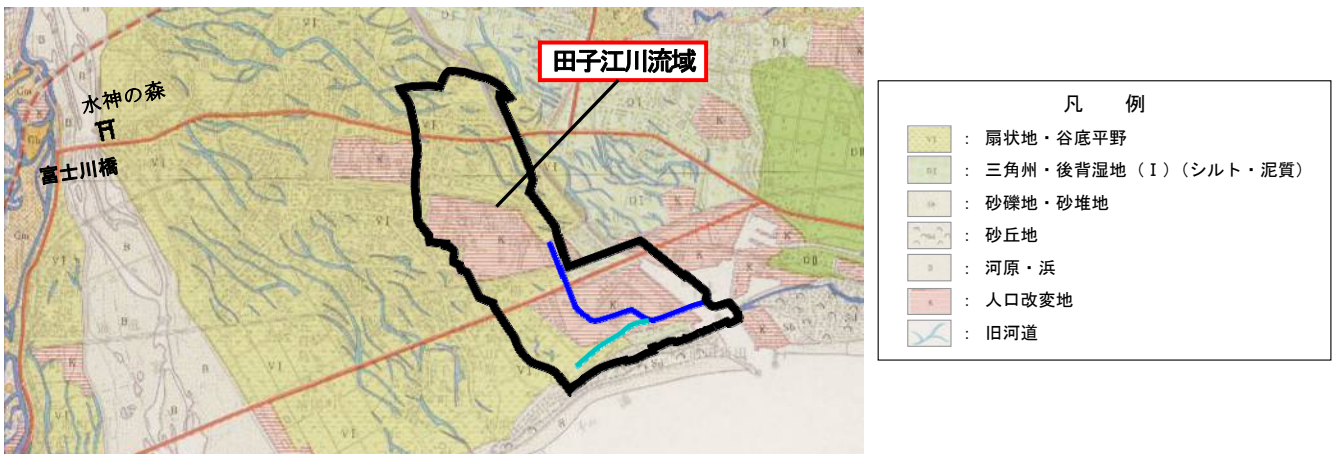 田子江川流域
水神の森
富士川橋
凡 例
VI : 扇状地・谷底平野
DI : 三角州・後背湿地（Ⅰ）（シルト・泥質）
: 砂礫地・砂堆地
: 砂丘地
B : 河原・浜
K : 人口改変地
: 旧河道